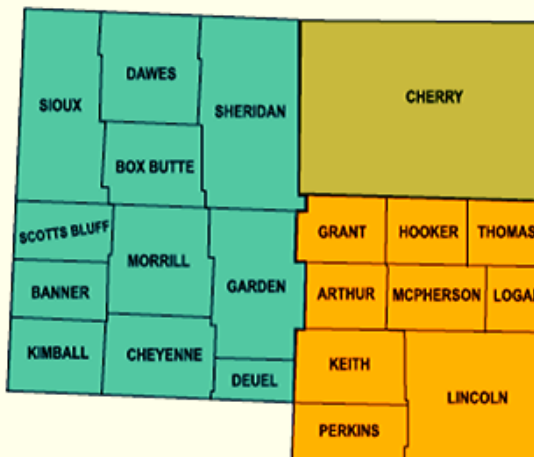 DAWES
CHERRY
SIOUX
SHERIDAN
BOX BUTTE
SCOTTS BLUFF
GRANT
HOOKER
THOMAS
MORRILL
GARDEN
BANNER
ARTHUR
MCPHERSON
LOGA
KIMBALL
CHEYENNE
KEITH
DEUEL
LINCOLN
PERKINS